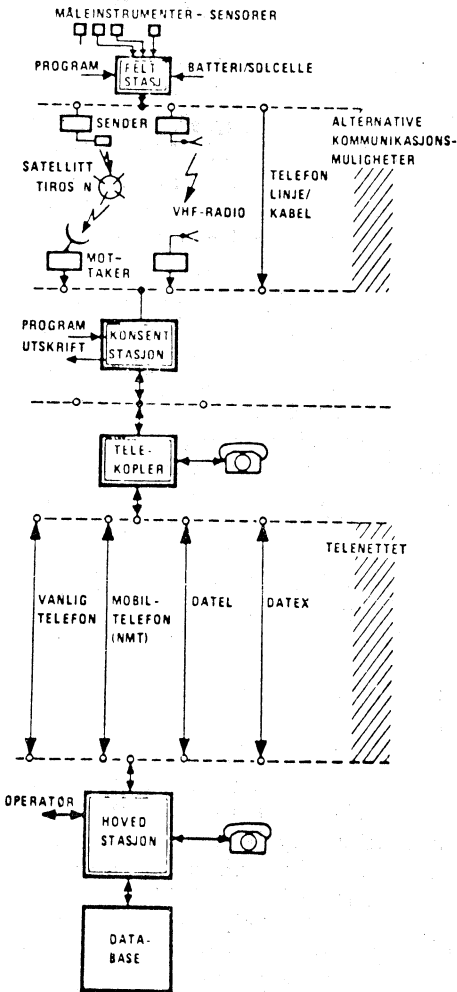 MÅLEINSTRUMENTER - SENSORER
PROGRAM
FELT
STASJ
BATTERI/SOLCELLE
SENDER
ALTERNATIVE
KOMMUNIKASJONS-
MULIGHETER
SATELLITT
TIROS N
VHF-RADIO
TELEFON
LINJE/
KABEL
MOT-
TAKER
PROGRAM
UTSKRIFT
KONSENT
STASJON
TELE-
KOPLER
TELENETTET
VANLIG
TELEFON
MOBIL-
TELEFON
(NMT)
DATEL
DATEX
OPERATØR
HOVED
STASJON
DATA-
BASE